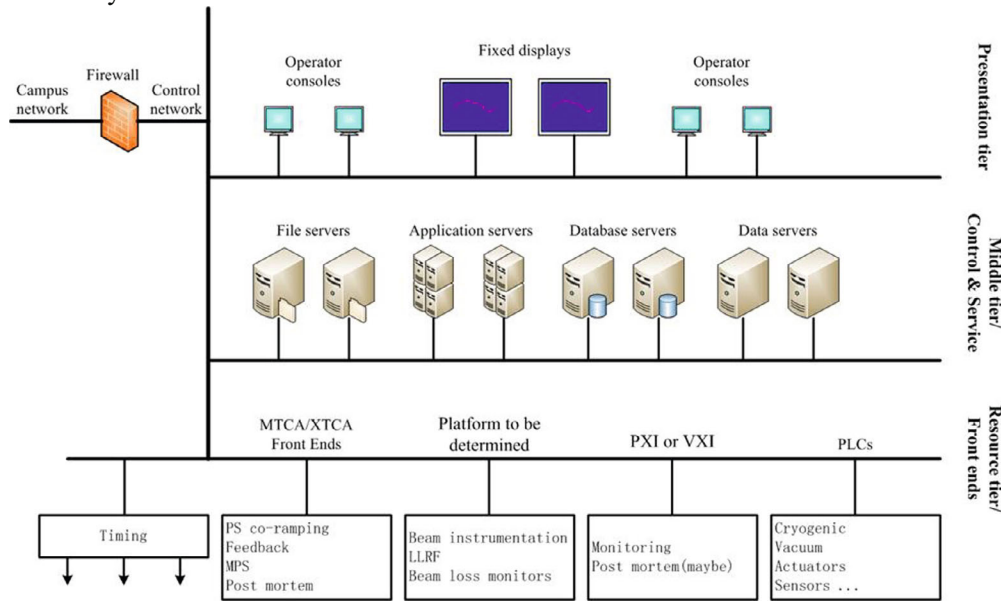 Fixed displays
Operator
consoles
Operator
consoles
Firewall
Campus
network
Control
network
Presentation tier
File servers
Application servers
Database servers
Data servers
Middle tier/
Control & Service
MTCA/XTCA
Front Ends
Platform to be
determined
PXI or VXI
PLCs
Resource tier/
Front ends
Timing
PS co-ramping
Feedback
MPS
Post mortem
Beam instrumentation
LLRF
Beam loss monitors
Monitoring
Post mortem(maybe)
Cryogenic
Vacuum
Actuators
Sensors ...